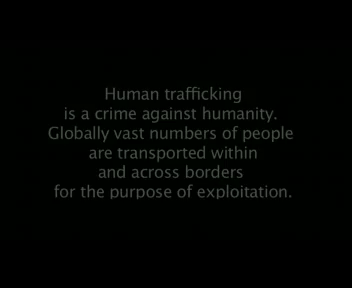 Human trafficking
is a crime against humanity.
Globally vast numbers of people
are transported within
and across borders
for the purpose of exploitation.